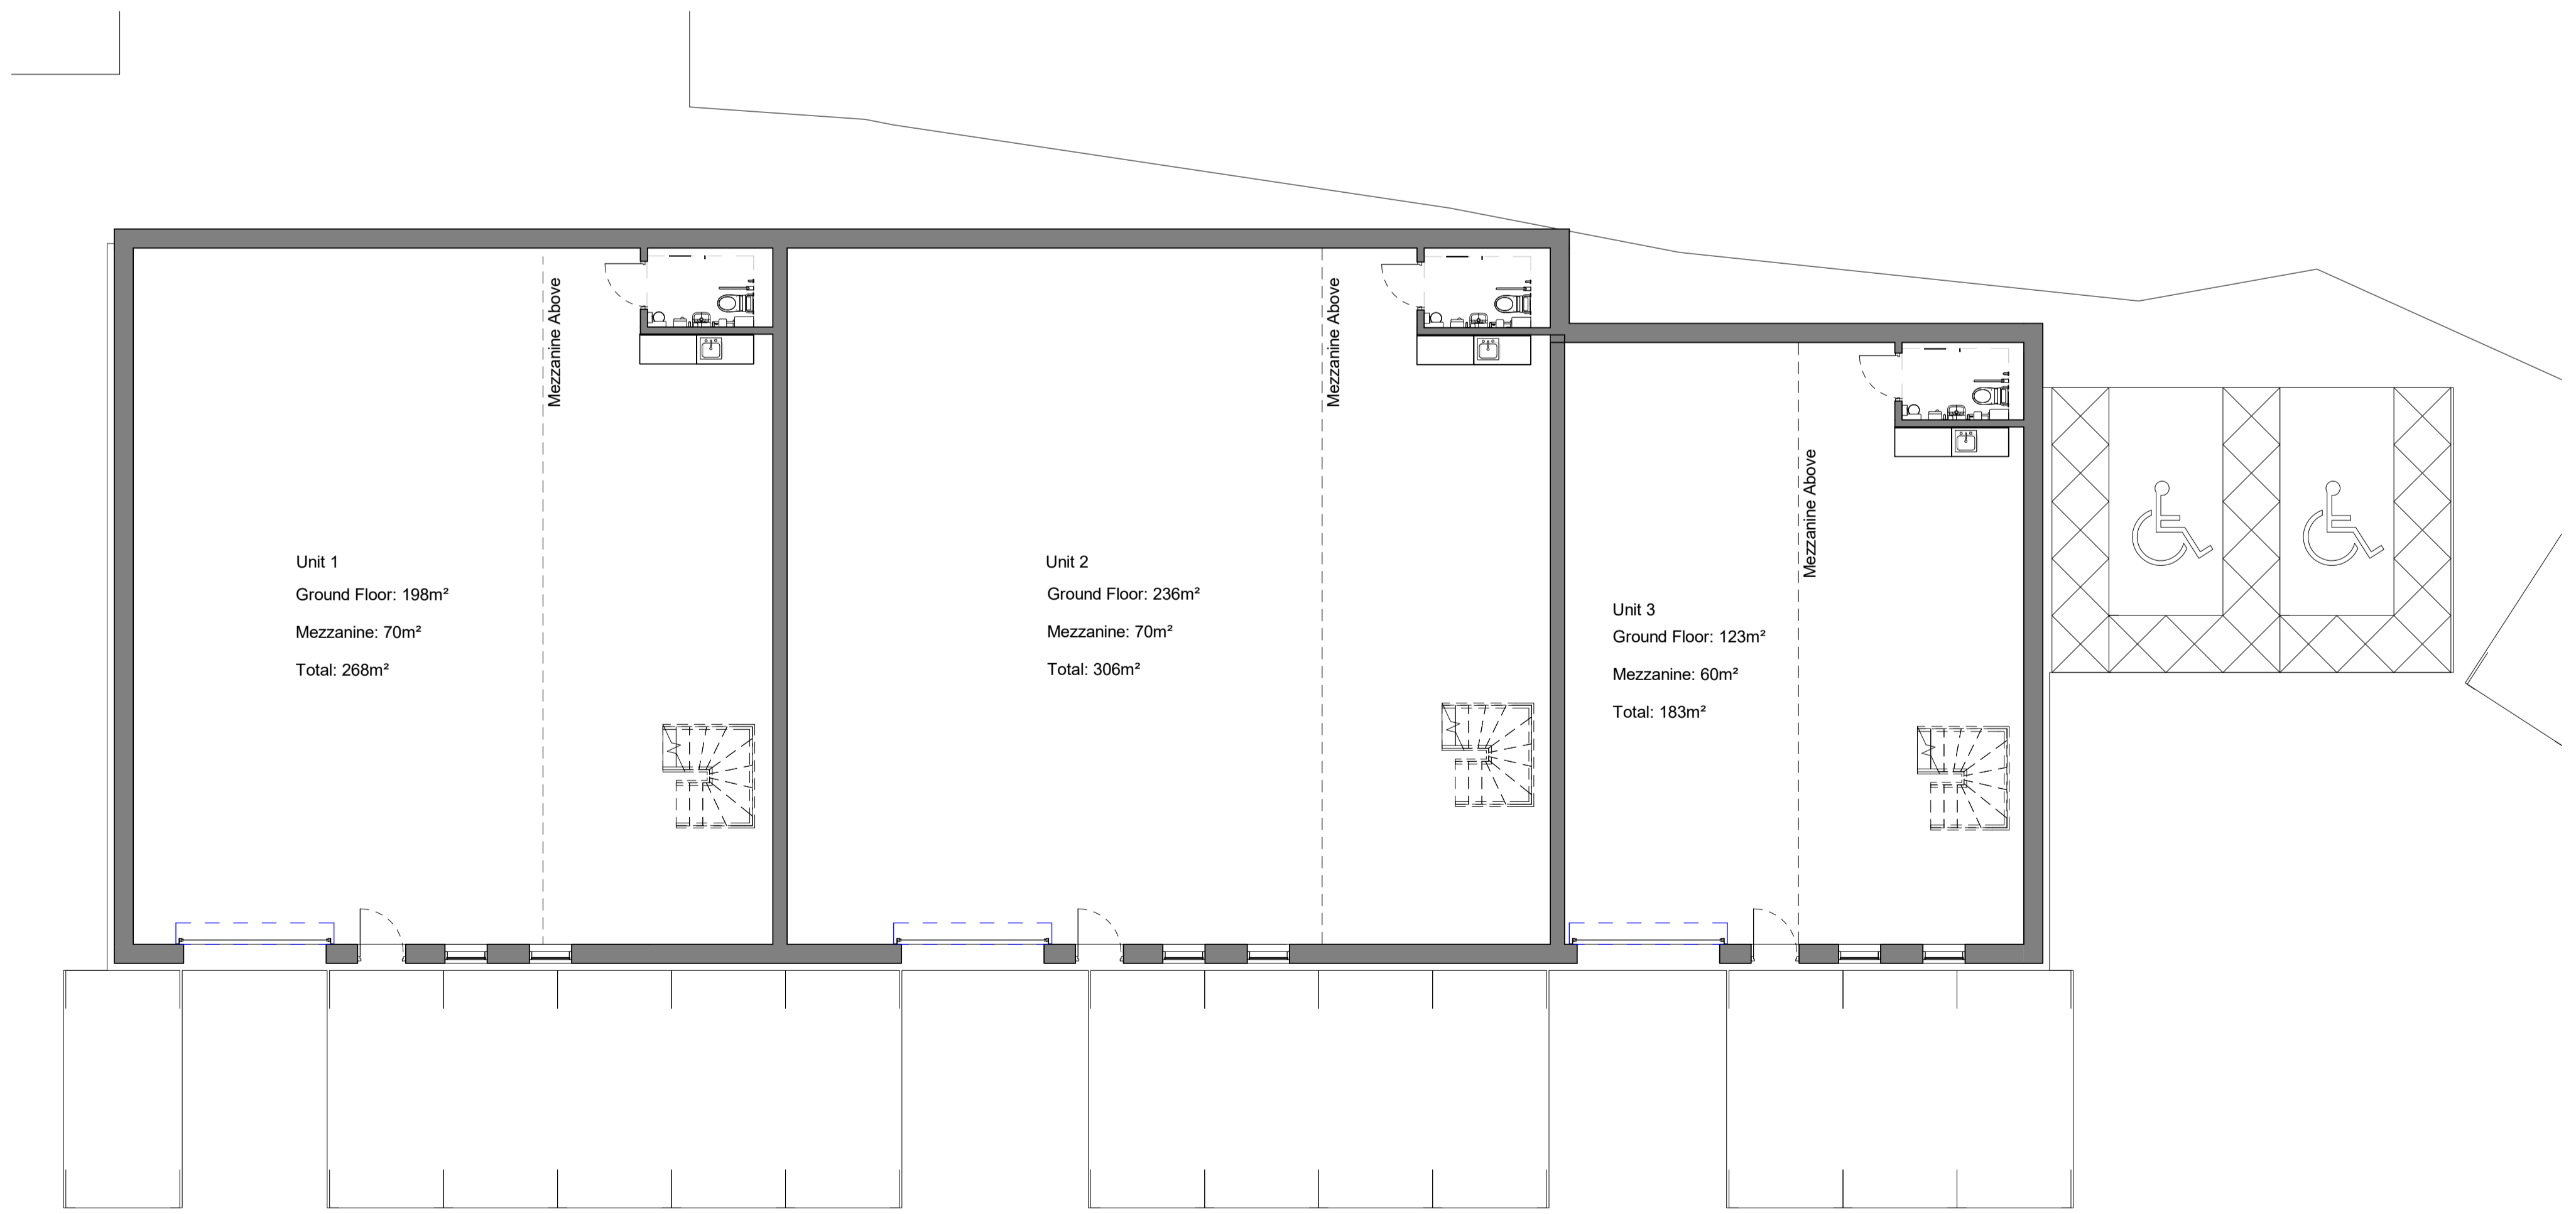 Mezzanine Above
Unit 1
Ground Floor: 198m²
Mezzanine: 70m²
Total: 268m²
Mezzanine Above
Unit 2
Ground Floor: 236m²
Mezzanine: 70m²
Total: 306m²
Mezzanine Above
Unit 3
Ground Floor: 123m²
Mezzanine: 60m²
Total: 183m²